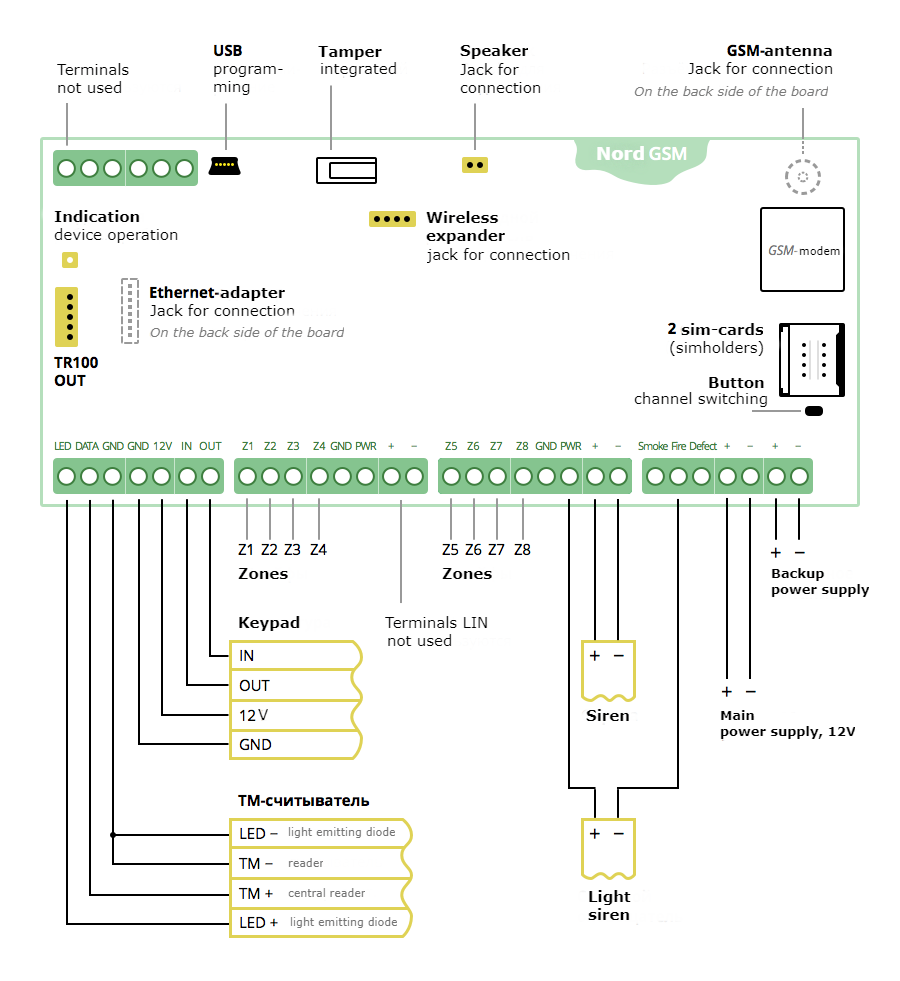 USB
programm-
ming
Tamper
integrated
Speaker
Jack for
connection
GSM-antenna
Jack for connection
On the back side of the board
Terminals
not used
Nord GSM
Indication
device operation
Wireless
expander
jack for connection
GSM-modem
Ethernet-adapter
Jack for connection
On the back side of the board
TR100
OUT
2 sim-cards
(simholders)
Button
channel switching
LED DATA GND GND 12V IN OUT
Z1 Z2 Z3 Z4 GND PWR + −
Z5 Z6 Z7 Z8 GND PWR + −
Smoke Fire Defect + − + −
Z1 Z2 Z3 Z4
Zones
Z5 Z6 Z7 Z8
Zones
+ −
Backup
power supply
Terminals LIN
not used
Keypad
IN
OUT
12V
GND
+ −
Siren
+ −
Main
power supply, 12V
TM-считыватель
LED − light emitting diode
TM − reader
TM + central reader
LED + light emitting diode
+ −
Light
siren